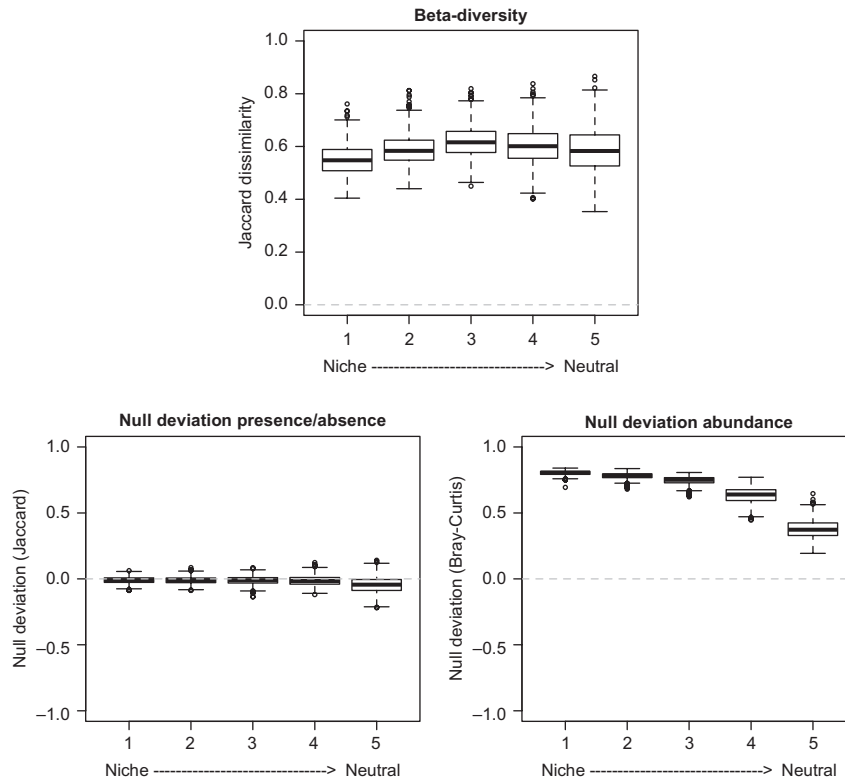 Beta-diversity
Jaccard dissimilarity
1.0
0.8
0.6
0.4
0.2
0.0
1 2 3 4 5
Niche --------------------------------> Neutral
Null deviation presence/absence
Null deviation (Jaccard)
1.0
0.5
0.0
–0.5
–1.0
1 2 3 4 5
Niche --------------------------------> Neutral
Null deviation abundance
Null deviation (Bray-Curtis)
1.0
0.5
0.0
–0.5
–1.0
1 2 3 4 5
Niche --------------------------------> Neutral